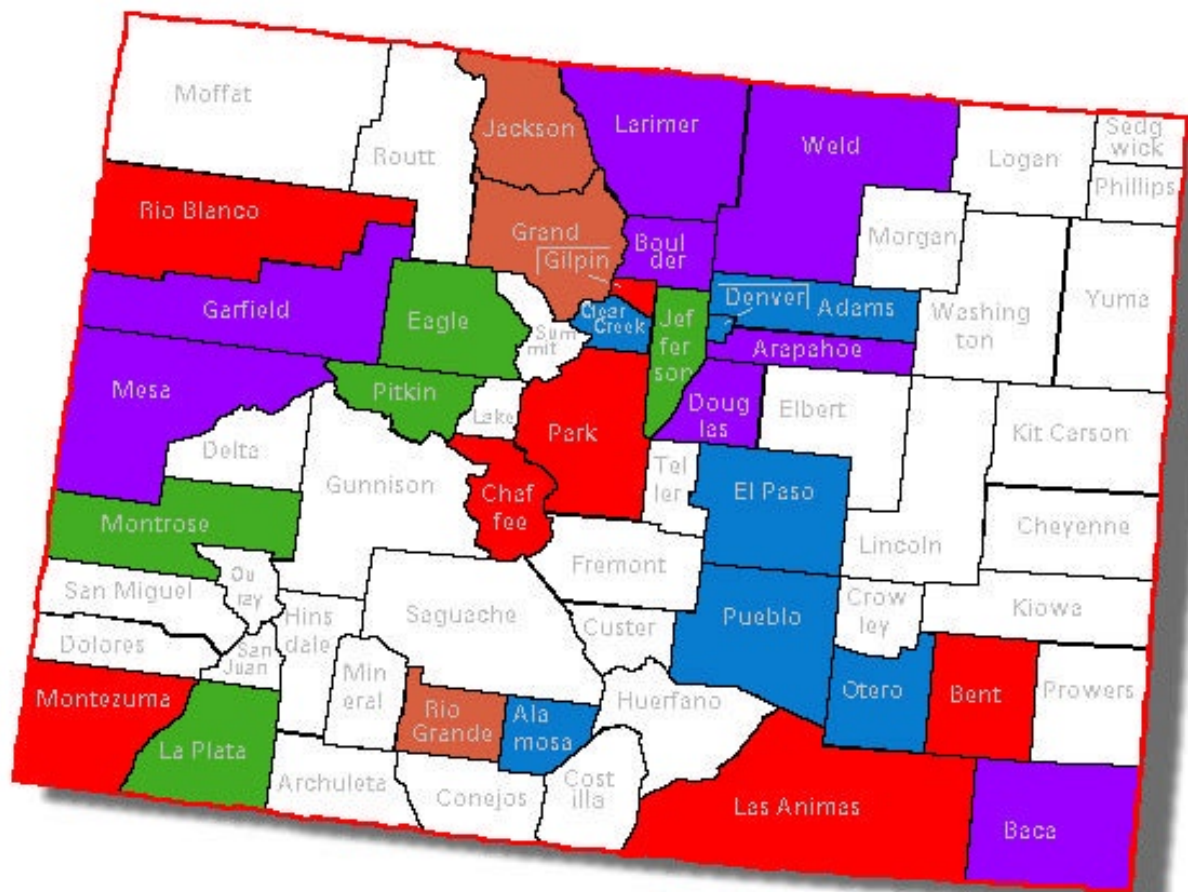 Moffat
Routt
Jackson
Larimer
Weld
Logan
Sedg
wick
Phillips
Rio Blanco
Grand
Gilpin
Boul
der
Morgan
Washing
ton
Yuma
Garfield
Eagle
Sum
mit
Clear
Creek
Jef
fer
son
Denver
Adams
Arapahoe
Mesa
Pitkin
Lake
Park
Doug
las
Elbert
Kit Carson
Delta
Gunnison
Chaf
fee
Tel
ler
El Paso
Lincoln
Cheyenne
Montrose
Fremont
San Miguel
Ou
ray
Hins
dale
Saguache
Custer
Pueblo
Crow
ley
Kiowa
Dolores
San
Juan
Min
eral
Huerfano
Otero
Bent
Prowers
Montezuma
La Plata
Rio
Grande
Ala
mosa
Archuleta
Conejos
Cost
illa
Las Animas
Baca